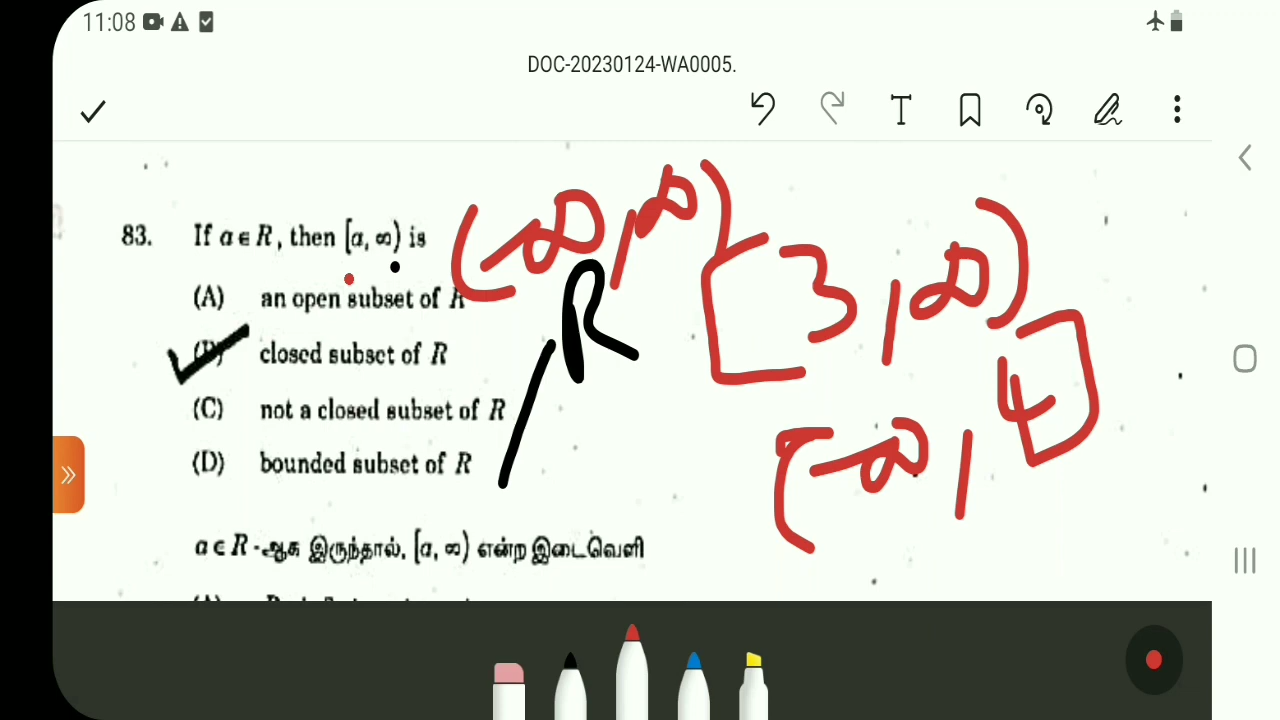 11:08
DOC-20230124-WA0005.
T
83. If a ∈ R, then [a, ∞) is
(A) an open subset of R
(B) closed subset of R
(C) not a closed subset of R
(D) bounded subset of R
a ∈ R-ஆக இருந்தால், [a, ∞) என்ற இடைவெளி
(-∞, ∞)
R
[3, ∞)
(-∞, 4]